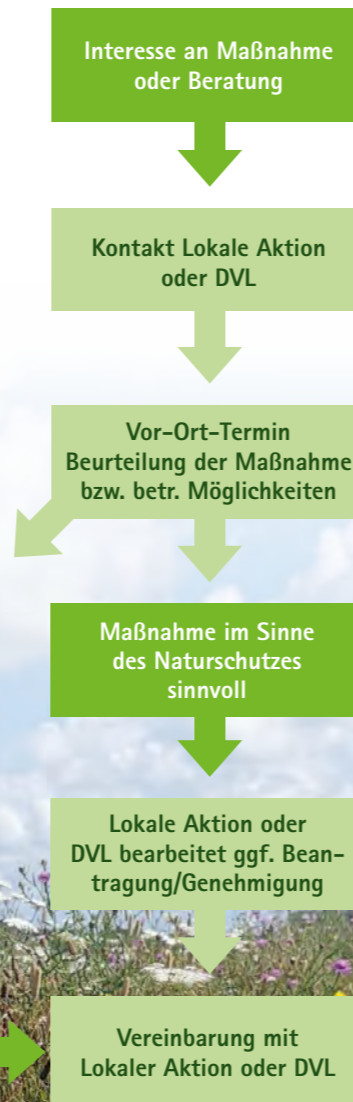 Interesse an Maßnahme
oder Beratung
Kontakt Lokale Aktion
oder DVL
Vor-Ort-Termin
Beurteilung der Maßnahme
bzw. betr. Möglichkeiten
Maßnahme im Sinne
des Naturschutzes
sinnvoll
Lokale Aktion oder
DVL bearbeitet ggf. Bean-
tragung/Genehmigung
Vereinbarung mit
Lokaler Aktion oder DVL